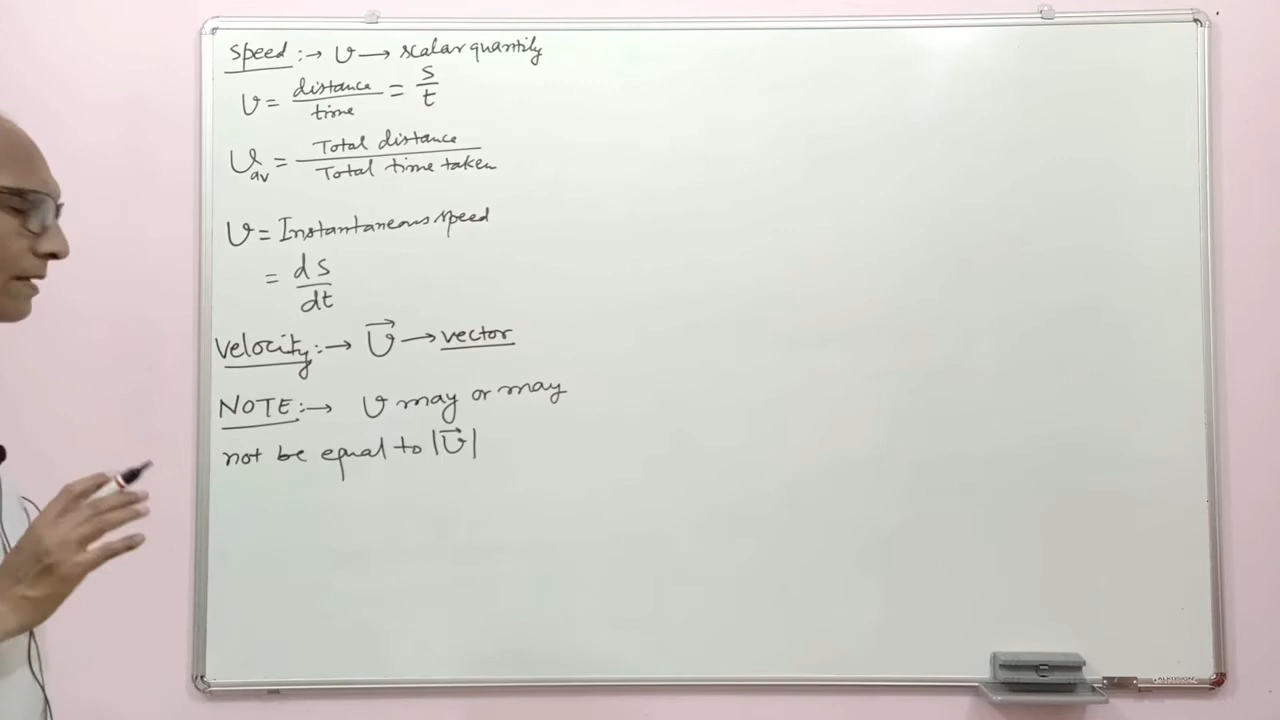 speed :→ v → scalar quantity
v = distance/time = s/t
v_av = Total distance/Total time taken
v = Instantaneous speed
= ds/dt
velocity :→ v⃗ → vector
NOTE :→ v may or may
not be equal to |v⃗|